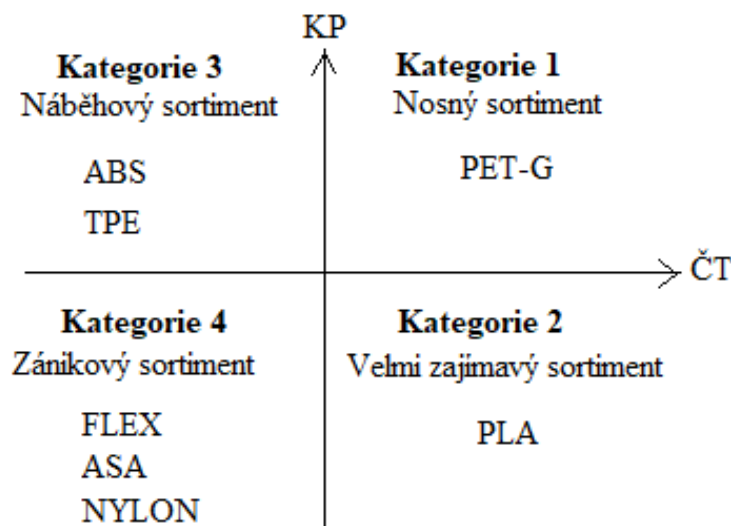 KP
Kategorie 3
Náběhový sortiment
ABS
TPE
Kategorie 1
Nosný sortiment
PET-G
ČT
Kategorie 4
Zánikový sortiment
FLEX
ASA
NYLON
Kategorie 2
Velmi zajímavý sortiment
PLA